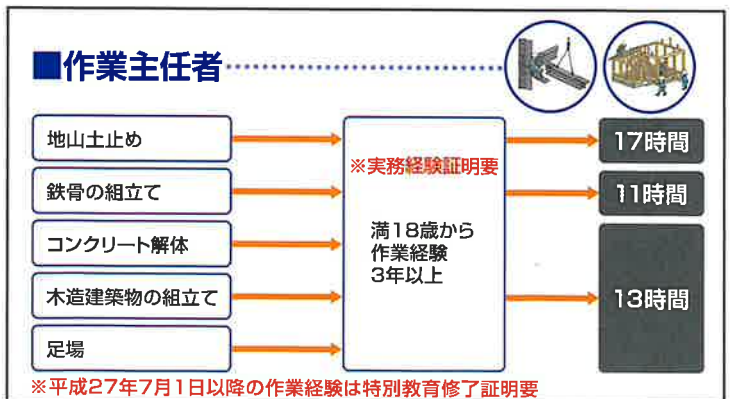 ■作業主任者
地山土止め
鉄骨の組立て
コンクリート解体
木造建築物の組立て
足場
※実務経験証明要
満18歳から
作業経験
3年以上
17時間
11時間
13時間
※平成27年7月1日以降の作業経験は特別教育修了証明要